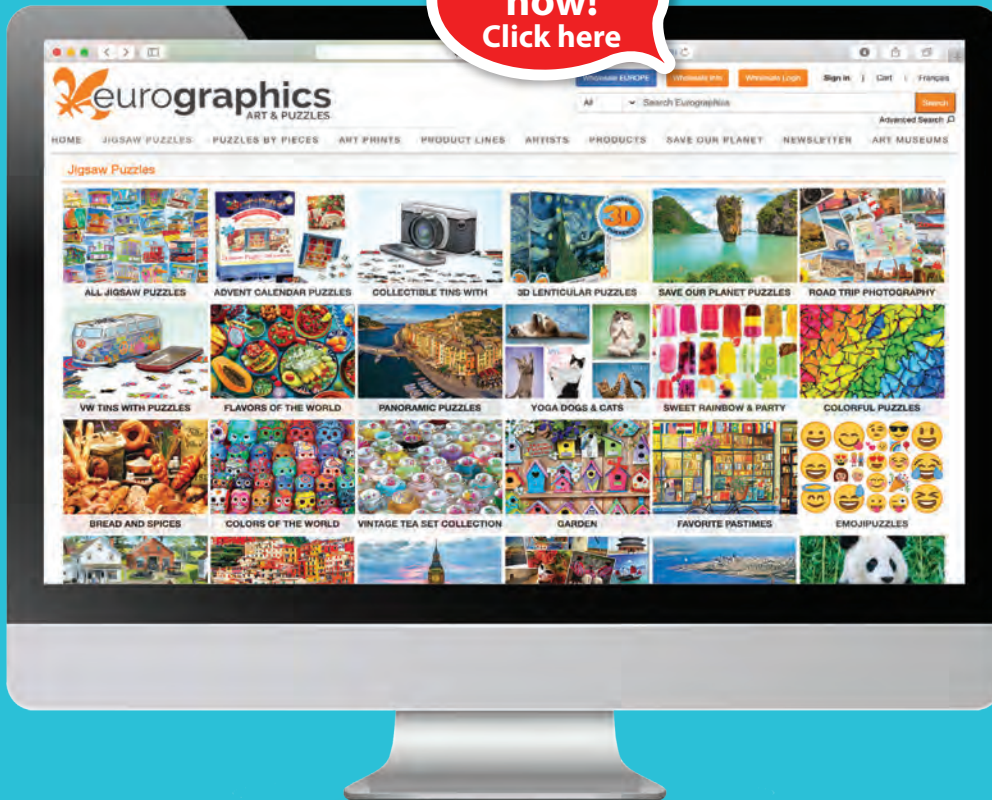 now!
Click here
Wholesale EUROPE Wholesale Info Wholesale Login Sign in | Cart | Français
eurographics
ART & PUZZLES
All Search Eurographics Search
Advanced Search
HOME JIGSAW PUZZLES PUZZLES BY PIECES ART PRINTS PRODUCT LINES ARTISTS PRODUCTS SAVE OUR PLANET NEWSLETTER ART MUSEUMS
Jigsaw Puzzles
3D
ALL JIGSAW PUZZLES ADVENT CALENDAR PUZZLES COLLECTIBLE TINS WITH 3D LENTICULAR PUZZLES SAVE OUR PLANET PUZZLES ROAD TRIP PHOTOGRAPHY
VW TINS WITH PUZZLES FLAVORS OF THE WORLD PANORAMIC PUZZLES YOGA DOGS & CATS SWEET RAINBOW & PARTY COLORFUL PUZZLES
BREAD AND SPICES COLORS OF THE WORLD VINTAGE TEA SET COLLECTION GARDEN FAVORITE PASTIMES EMOJIPUZZLES